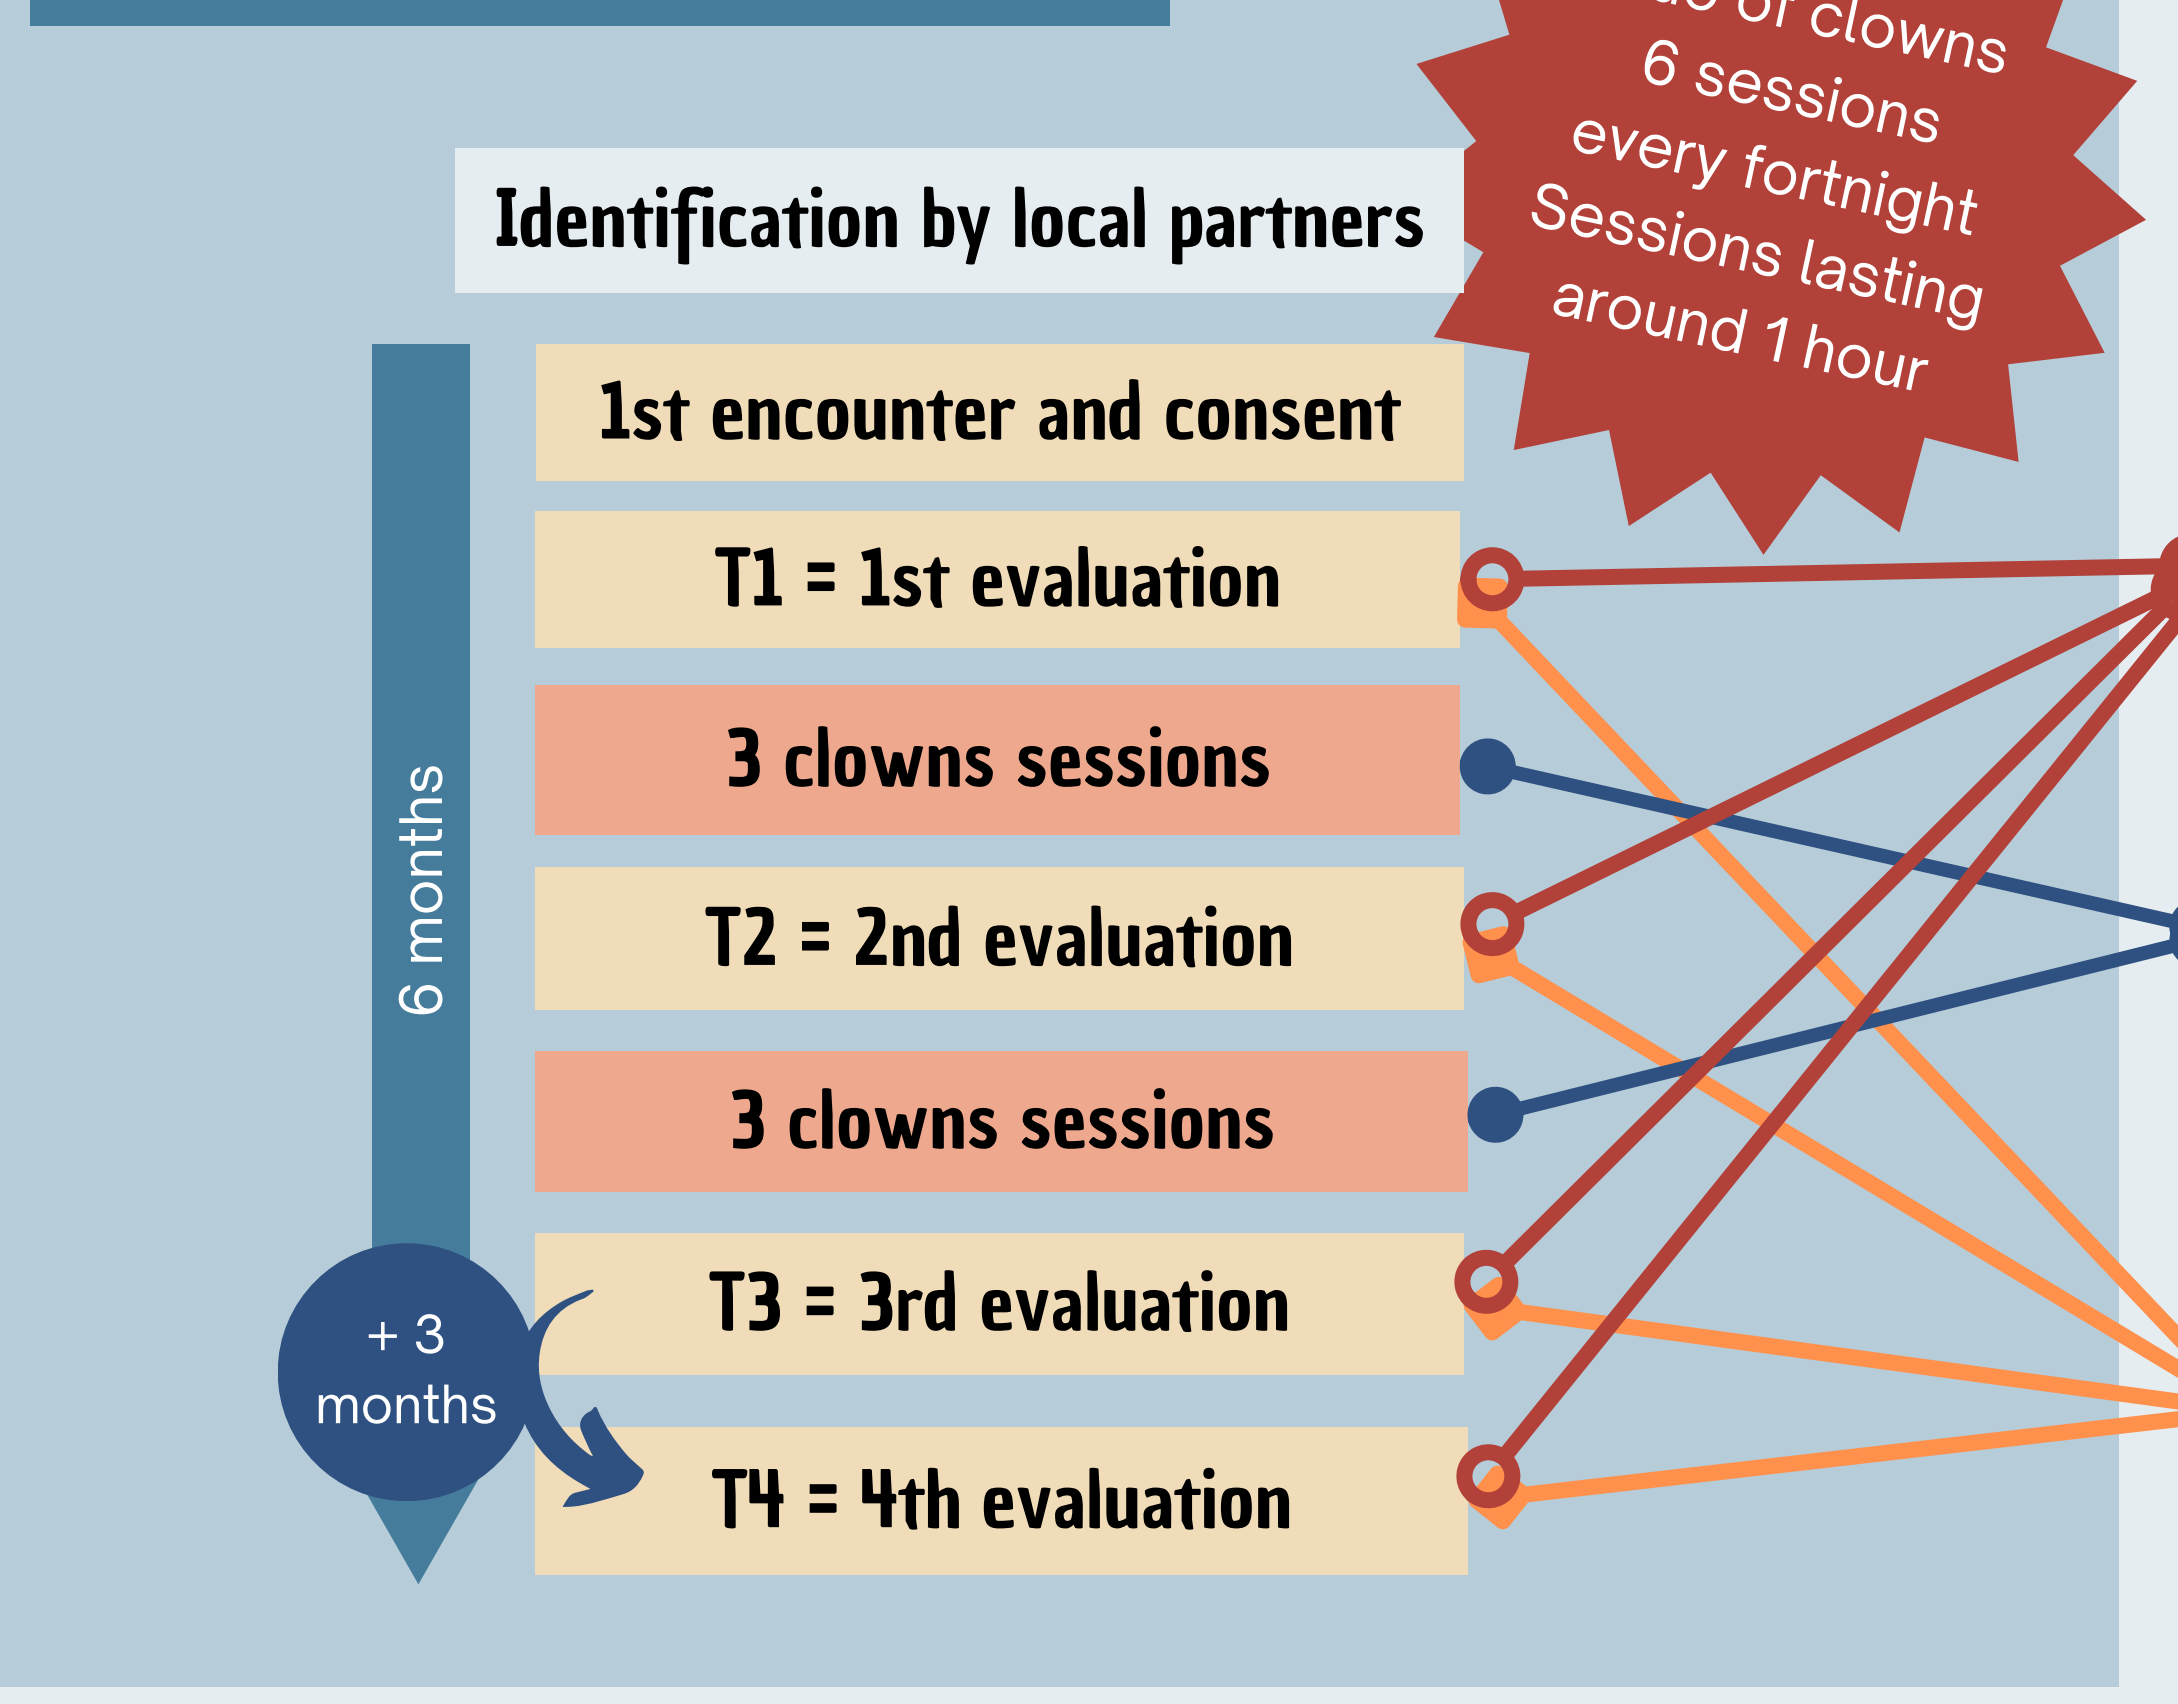 of clowns
6 sessions
every fortnight
Sessions lasting
around 1 hour
Identification by local partners
1st encounter and consent
T1 = 1st evaluation
3 clowns sessions
T2 = 2nd evaluation
3 clowns sessions
T3 = 3rd evaluation
T4 = 4th evaluation
6 months
+ 3
months